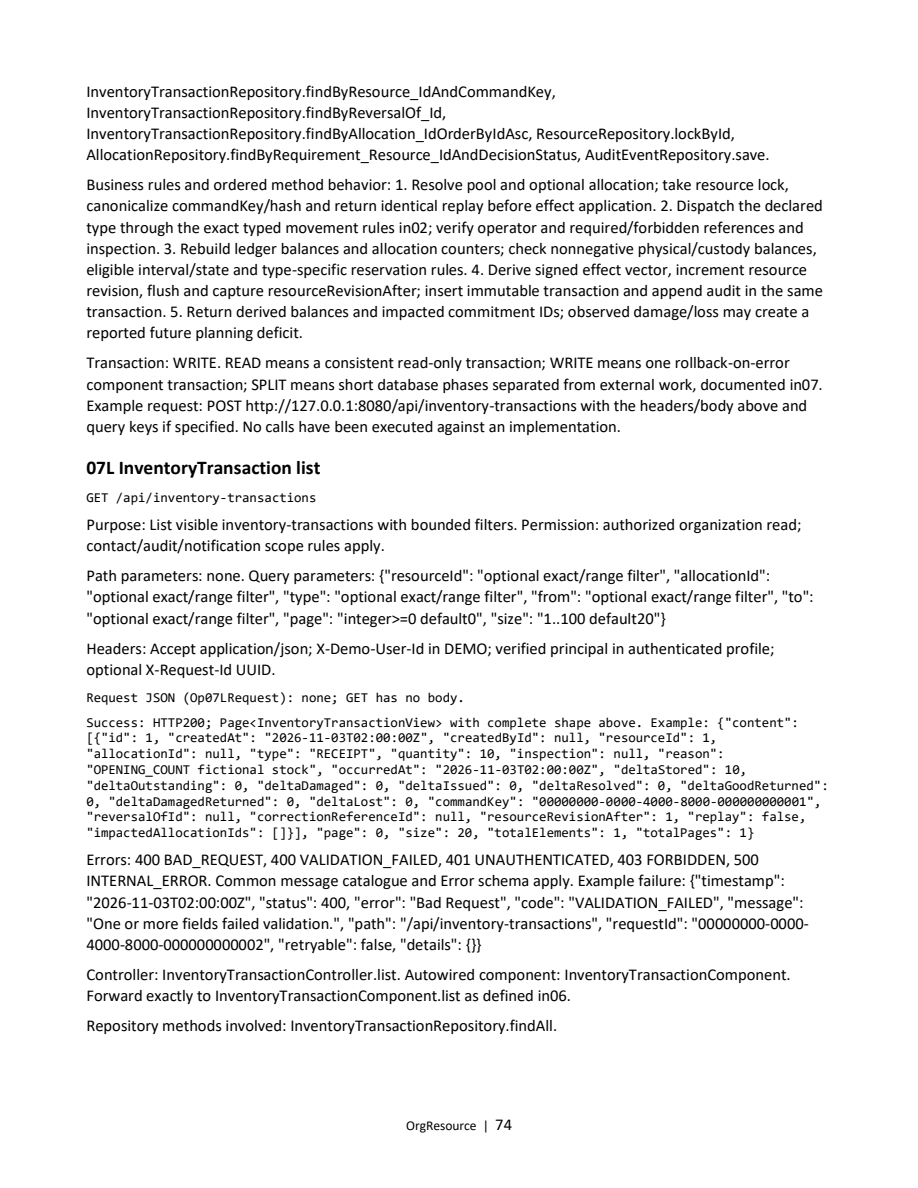 InventoryTransactionRepository.findByResource_IdAndCommandKey,
InventoryTransactionRepository.findByReversalOf_Id,
InventoryTransactionRepository.findByAllocation_IdOrderByIdAsc, ResourceRepository.lockById,
AllocationRepository.findByRequirement_Resource_IdAndDecisionStatus, AuditEventRepository.save.
Business rules and ordered method behavior: 1. Resolve pool and optional allocation; take resource lock,
canonicalize commandKey/hash and return identical replay before effect application. 2. Dispatch the declared
type through the exact typed movement rules in02; verify operator and required/forbidden references and
inspection. 3. Rebuild ledger balances and allocation counters; check nonnegative physical/custody balances,
eligible interval/state and type-specific reservation rules. 4. Derive signed effect vector, increment resource
revision, flush and capture resourceRevisionAfter; insert immutable transaction and append audit in the same
transaction. 5. Return derived balances and impacted commitment IDs; observed damage/loss may create a
reported future planning deficit.
Transaction: WRITE. READ means a consistent read-only transaction; WRITE means one rollback-on-error
component transaction; SPLIT means short database phases separated from external work, documented in07.
Example request: POST http://127.0.0.1:8080/api/inventory-transactions with the headers/body above and
query keys if specified. No calls have been executed against an implementation.
07L InventoryTransaction list
GET /api/inventory-transactions
Purpose: List visible inventory-transactions with bounded filters. Permission: authorized organization read;
contact/audit/notification scope rules apply.
Path parameters: none. Query parameters: {"resourceId": "optional exact/range filter", "allocationId":
"optional exact/range filter", "type": "optional exact/range filter", "from": "optional exact/range filter", "to":
"optional exact/range filter", "page": "integer>=0 default0", "size": "1..100 default20"}
Headers: Accept application/json; X-Demo-User-Id in DEMO; verified principal in authenticated profile;
optional X-Request-Id UUID.
Request JSON (Op07LRequest): none; GET has no body.
Success: HTTP200; Page<InventoryTransactionView> with complete shape above. Example: {"content":
[{"id": 1, "createdAt": "2026-11-03T02:00:00Z", "createdById": null, "resourceId": 1,
"allocationId": null, "type": "RECEIPT", "quantity": 10, "inspection": null, "reason":
"OPENING_COUNT fictional stock", "occurredAt": "2026-11-03T02:00:00Z", "deltaStored": 10,
"deltaOutstanding": 0, "deltaDamaged": 0, "deltaIssued": 0, "deltaResolved": 0, "deltaGoodReturned":
0, "deltaDamagedReturned": 0, "deltaLost": 0, "commandKey": "00000000-0000-4000-8000-000000000001",
"reversalOfId": null, "correctionReferenceId": null, "resourceRevisionAfter": 1, "replay": false,
"impactedAllocationIds": []}], "page": 0, "size": 20, "totalElements": 1, "totalPages": 1}
Errors: 400 BAD_REQUEST, 400 VALIDATION_FAILED, 401 UNAUTHENTICATED, 403 FORBIDDEN, 500
INTERNAL_ERROR. Common message catalogue and Error schema apply. Example failure: {"timestamp":
"2026-11-03T02:00:00Z", "status": 400, "error": "Bad Request", "code": "VALIDATION_FAILED", "message":
"One or more fields failed validation.", "path": "/api/inventory-transactions", "requestId": "00000000-0000-
4000-8000-000000000002", "retryable": false, "details": {}}
Controller: InventoryTransactionController.list. Autowired component: InventoryTransactionComponent.
Forward exactly to InventoryTransactionComponent.list as defined in06.
Repository methods involved: InventoryTransactionRepository.findAll.
OrgResource | 74